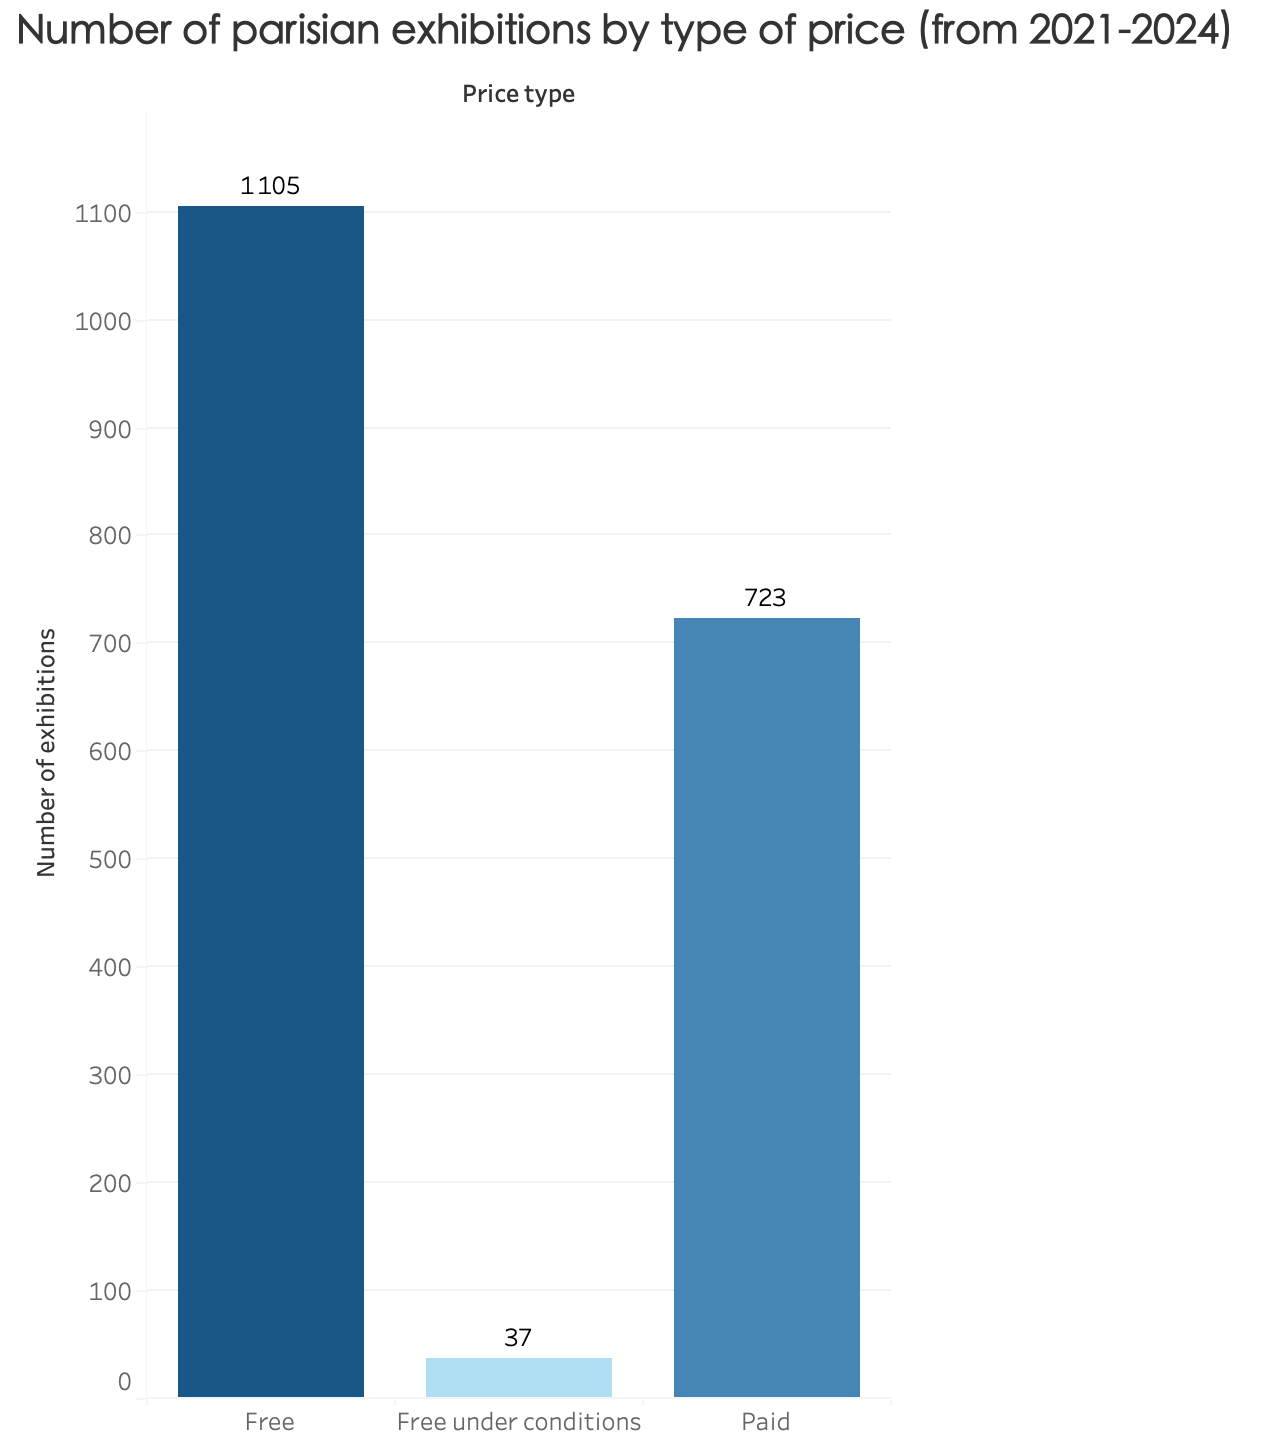 Number of parisian exhibitions by type of price (from 2021-2024)
Price type
1 105
1100
1000
900
800
723
700
Number of exhibitions
600
500
400
300
200
100
37
0
Free
Free under conditions
Paid